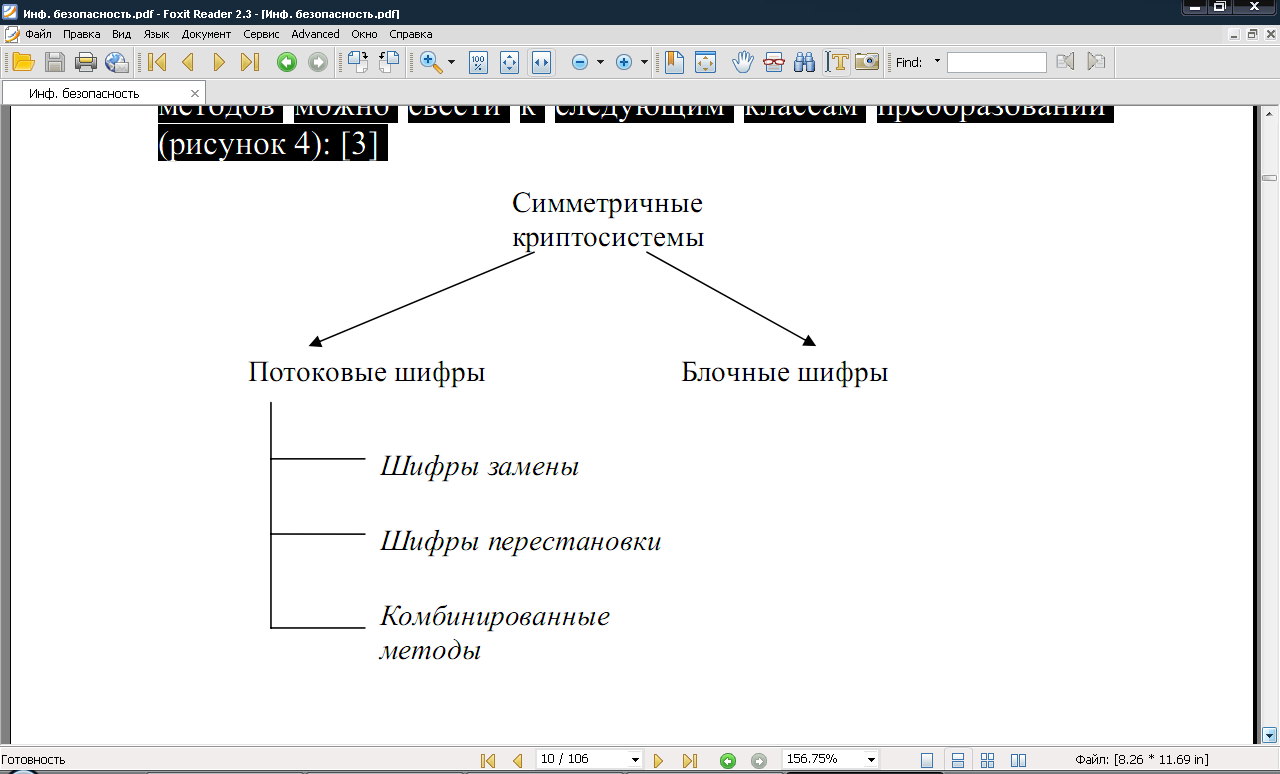 Инф. безопасность.pdf - Foxit Reader 2.3 - [Инф. безопасность.pdf]
Файл Правка Вид Язык Документ Сервис Advanced Окно Справка
100 % Find:
Инф. безопасность
методов можно свести к следующим классам преобразований
(рисунок 4): [3]
Симметричные
криптосистемы
Потоковые шифры Блочные шифры
Шифры замены
Шифры перестановки
Комбинированные
методы
Готовность 10 / 106 156.75% Файл: [8.26 * 11.69 in]